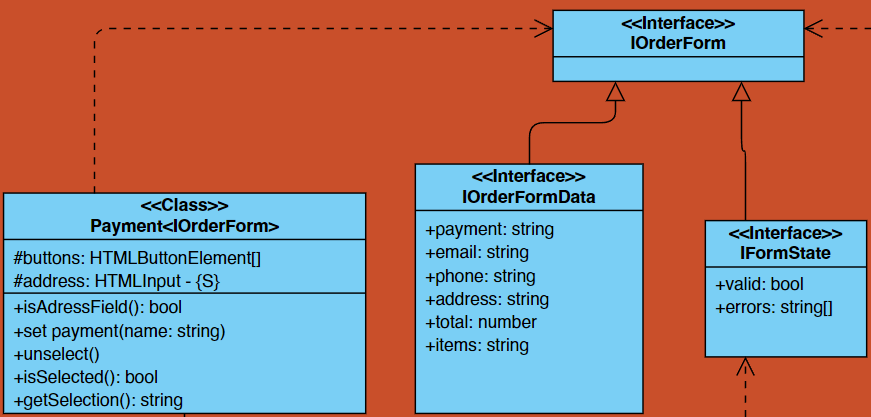 <<Interface>>
IOrderForm
<<Class>>
Payment<IOrderForm>
#buttons: HTMLButtonElement[]
#address: HTMLInput - {S}
+isAdressField(): bool
+set payment(name: string)
+unselect()
+isSelected(): bool
+getSelection(): string
<<Interface>>
IOrderFormData
+payment: string
+email: string
+phone: string
+address: string
+total: number
+items: string
<<Interface>>
IFormState
+valid: bool
+errors: string[]